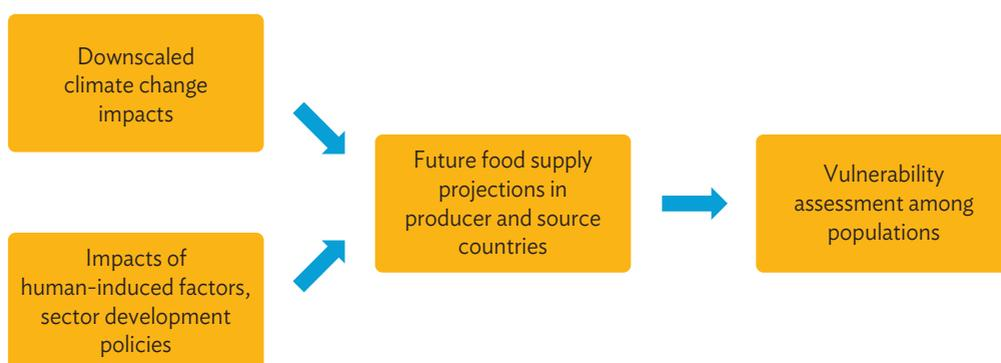 Downscaled
climate change
impacts
Impacts of
human-induced factors,
sector development
policies
Future food supply
projections in
producer and source
countries
Vulnerability
assessment among
populations